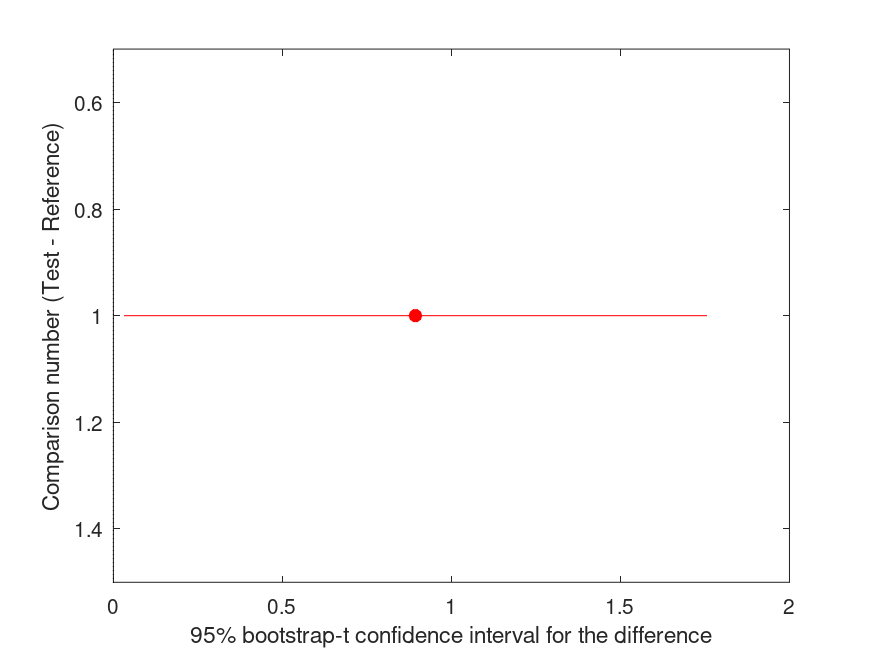 0.6
0.8
1
1.2
1.4
Comparison number (Test - Reference)
0 0.5 1 1.5 2
95% bootstrap-t confidence interval for the difference